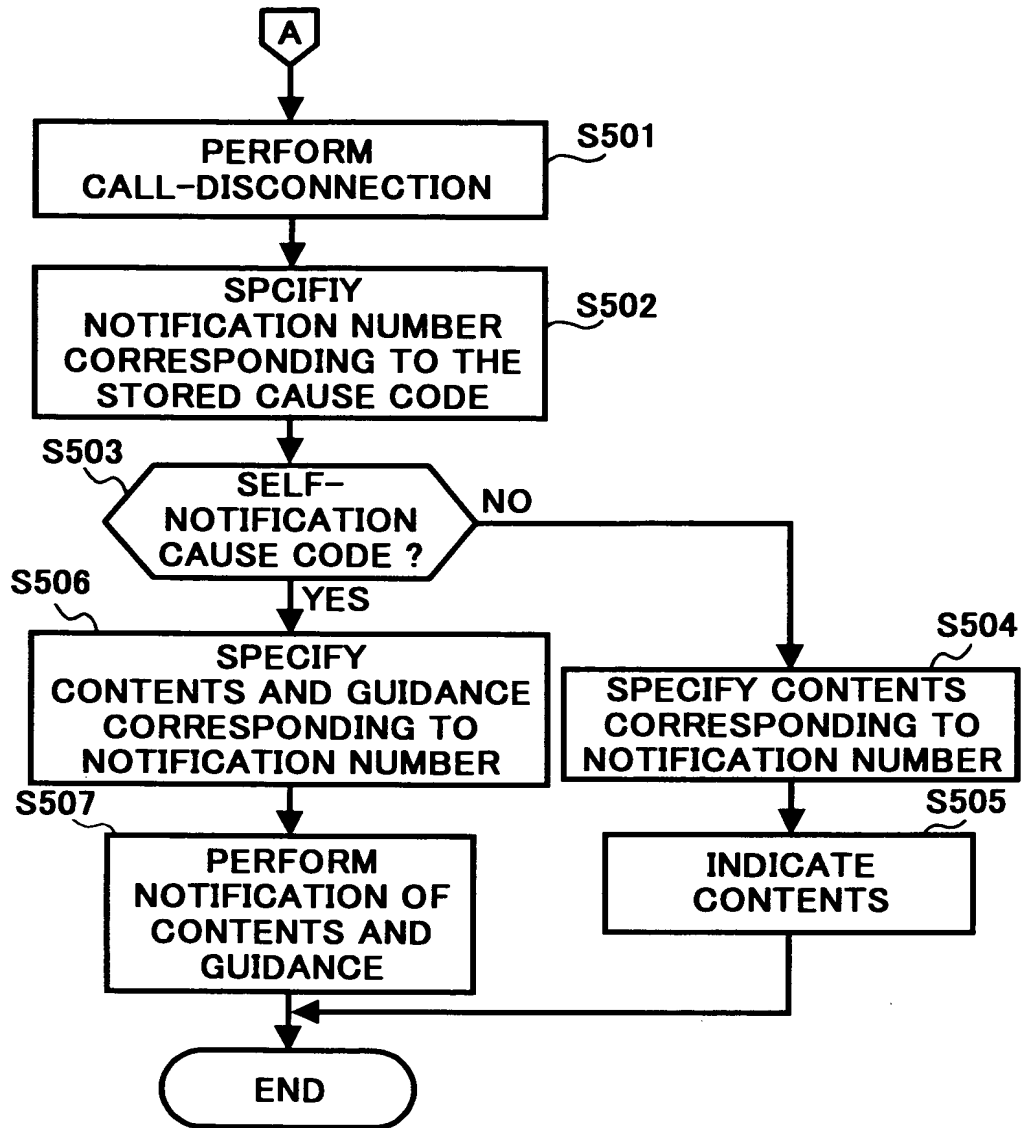 A
S501
PERFORM
CALL-DISCONNECTION
S502
SPCIFIY
NOTIFICATION NUMBER
CORRESPONDING TO THE
STORED CAUSE CODE
S503
SELF-
NOTIFICATION
CAUSE CODE ?
NO
YES
S506
SPECIFY
CONTENTS AND GUIDANCE
CORRESPONDING TO
NOTIFICATION NUMBER
S504
SPECIFY CONTENTS
CORRESPONDING TO
NOTIFICATION NUMBER
S507
PERFORM
NOTIFICATION OF
CONTENTS AND
GUIDANCE
S505
INDICATE
CONTENTS
END